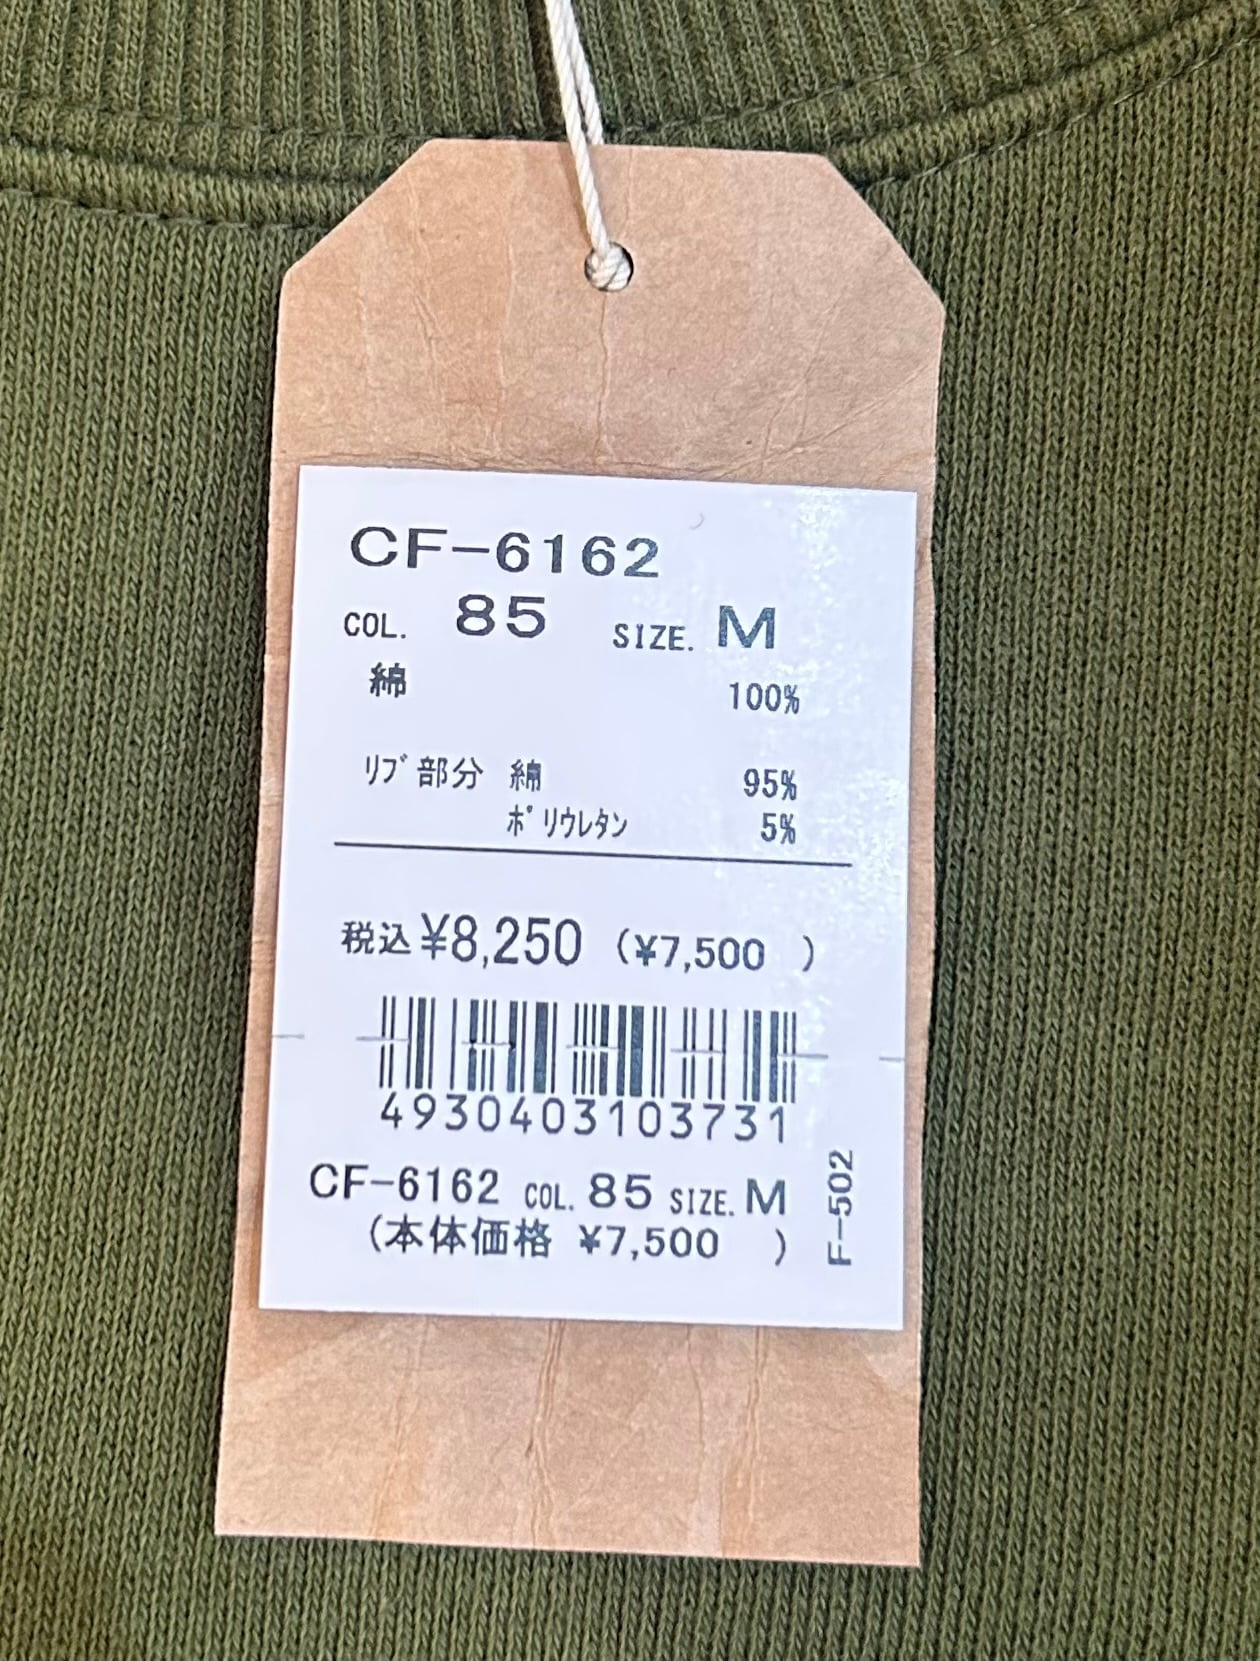 CF-6162
COL. 85 SIZE. M
綿 100%
ﾘﾌﾞ部分 綿 95%
ﾎﾟﾘｳﾚﾀﾝ 5%
税込¥8,250 (¥7,500 )
4930403103731
CF-6162 COL. 85 SIZE. M
(本体価格 ¥7,500 )
F-502